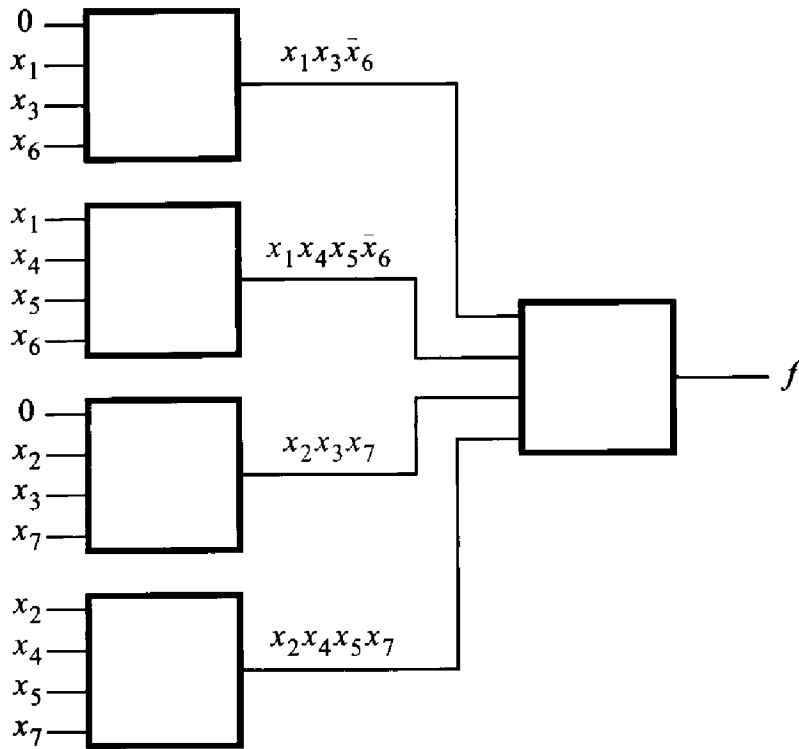 0
x₁
x₃
x₆
x₁x₃x̄₆
x₁
x₄
x₅
x₆
x₁x₄x₅x̄₆
0
x₂
x₃
x₇
x₂x₃x₇
x₂
x₄
x₅
x₇
x₂x₄x₅x₇
f